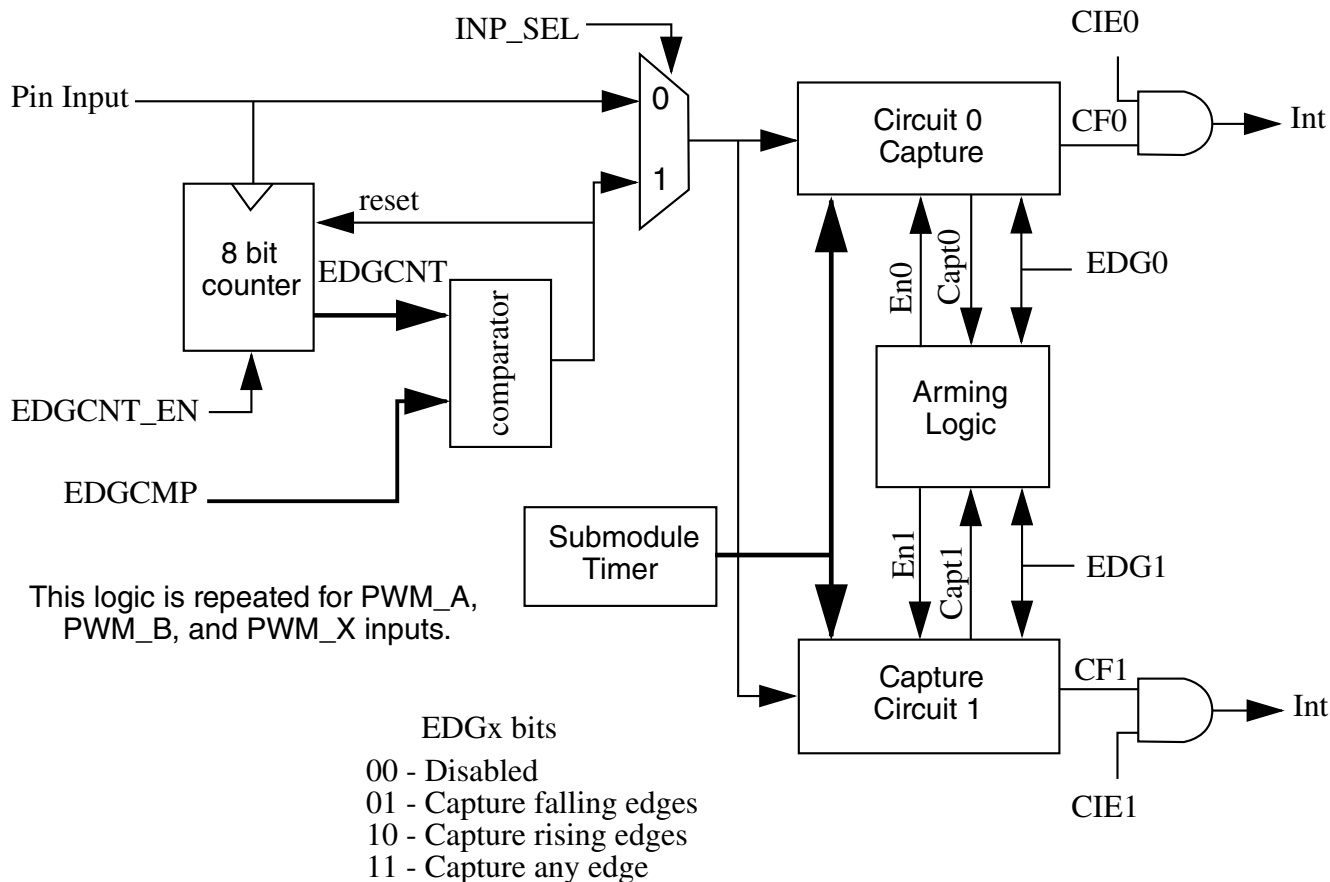 INP_SEL
CIE0
Pin Input
0
Circuit 0
Capture
CF0
Int
1
reset
8 bit
counter
EDGCNT
En0
Capt0
EDG0
comparator
EDGCNT_EN
Arming
Logic
EDGCMP
Submodule
Timer
En1
Capt1
EDG1
This logic is repeated for PWM_A,
PWM_B, and PWM_X inputs.
Capture
Circuit 1
CF1
Int
EDGx bits
00 - Disabled
01 - Capture falling edges
10 - Capture rising edges
11 - Capture any edge
CIE1